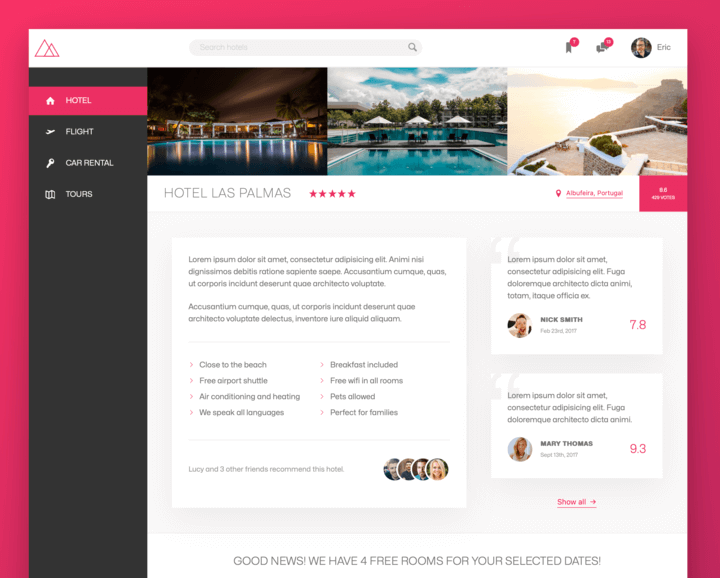 Search hotels
7
10
Eric
HOTEL
FLIGHT
CAR RENTAL
TOURS
HOTEL LAS PALMAS
Albufeira, Portugal
8.6
429 VOTES
Lorem ipsum dolor sit amet, consectetur adipisicing elit. Animi nisi
dignissimos debitis ratione sapiente saepe. Accusantium cumque, quas,
ut corporis incidunt deserunt quae architecto voluptate.
Accusantium cumque, quas, ut corporis incidunt deserunt quae
architecto voluptate delectus, inventore iure aliquid aliquam.
Close to the beach
Free airport shuttle
Air conditioning and heating
We speak all languages
Breakfast included
Free wifi in all rooms
Pets allowed
Perfect for families
Lucy and 3 other friends recommend this hotel.
Lorem ipsum dolor sit amet,
consectetur adipisicing elit. Fuga
doloremque architecto dicta animi,
totam, itaque officia ex.
NICK SMITH
Feb 23rd, 2017
7.8
Lorem ipsum dolor sit amet,
consectetur adipisicing elit. Fuga
doloremque architecto dicta animi.
MARY THOMAS
Sept 13th, 2017
9.3
Show all
GOOD NEWS! WE HAVE 4 FREE ROOMS FOR YOUR SELECTED DATES!